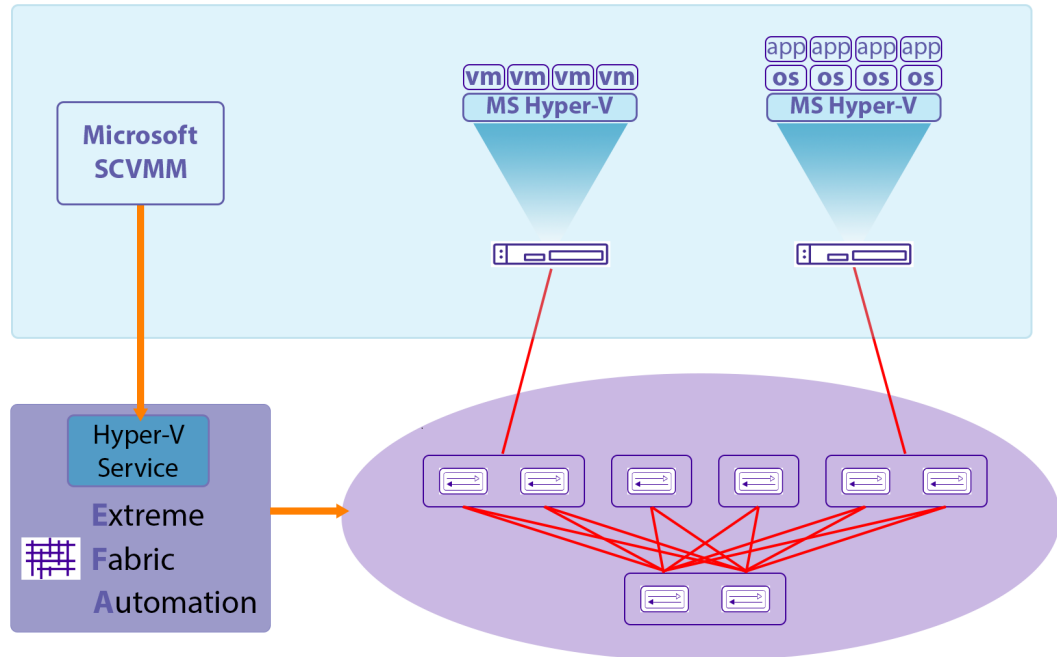 app app app app
vm vm vm vm
os os os os
MS Hyper-V
MS Hyper-V
Microsoft
SCVMM
Hyper-V
Service
Extreme
Fabric
Automation